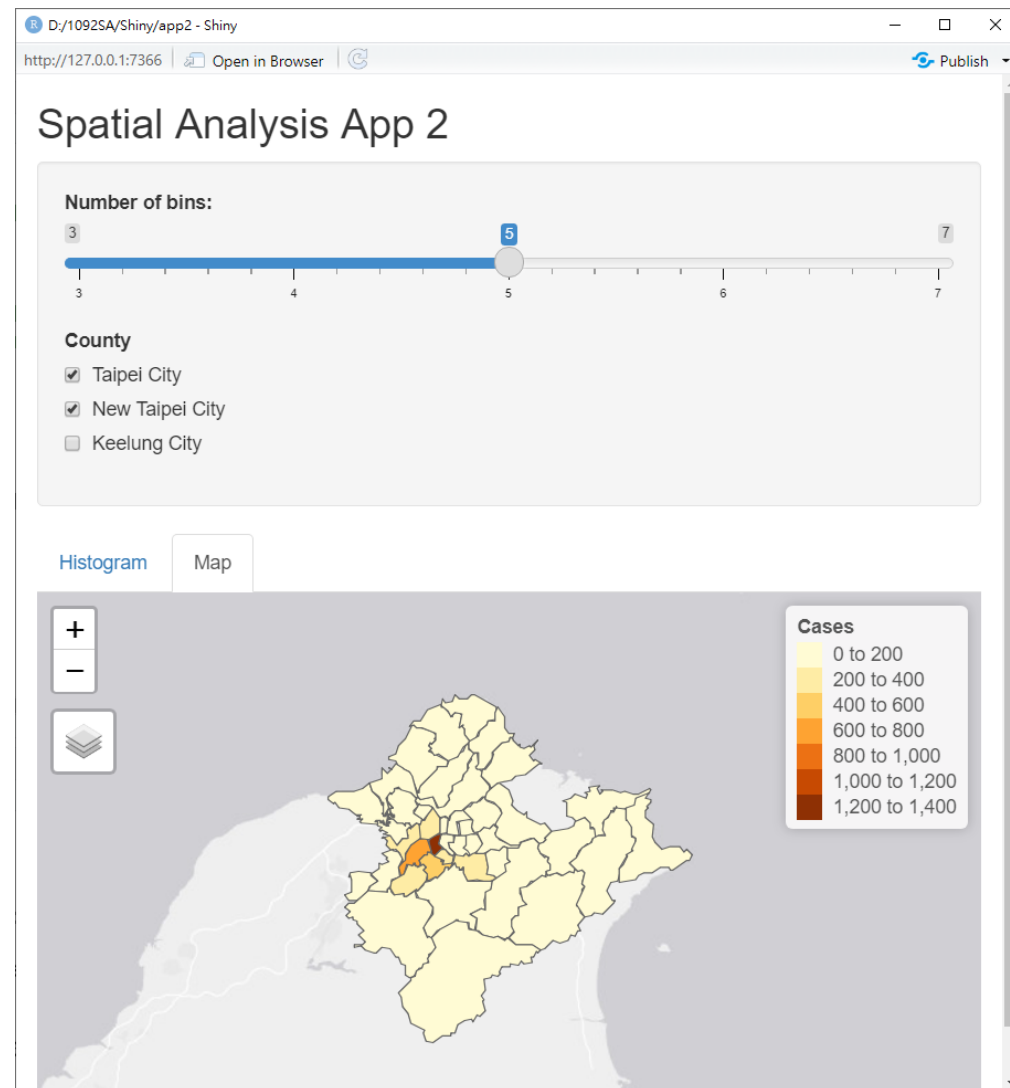 R D:/1092SA/Shiny/app2 - Shiny
http://127.0.0.1:7366 Open in Browser Publish
Spatial Analysis App 2
Number of bins:
3 5 7
3 4 5 6 7
County
Taipei City
New Taipei City
Keelung City
Histogram Map
+
−
Cases
0 to 200
200 to 400
400 to 600
600 to 800
800 to 1,000
1,000 to 1,200
1,200 to 1,400